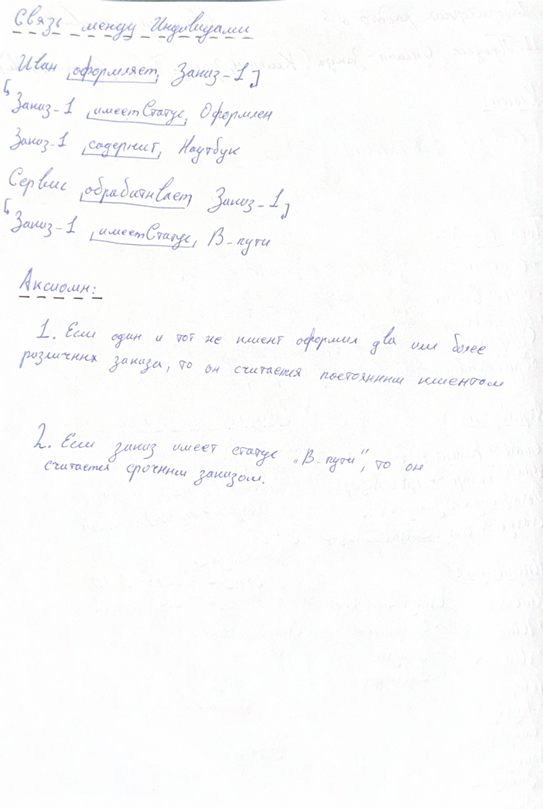 Связь между Индивидами
Иван оформляет Заказ-1
Заказ-1 имеетСтатус Оформлен
Заказ-1 содержит Ноутбук
Сервис обрабатывает Заказ-1
Заказ-1 имеетСтатус В-пути
Аксиомы:
1. Если один и тот же клиент оформил два или более
различных заказа, то он считается постоянным клиентом
2. Если заказ имеет статус „В-пути", то он
считается срочным заказом.